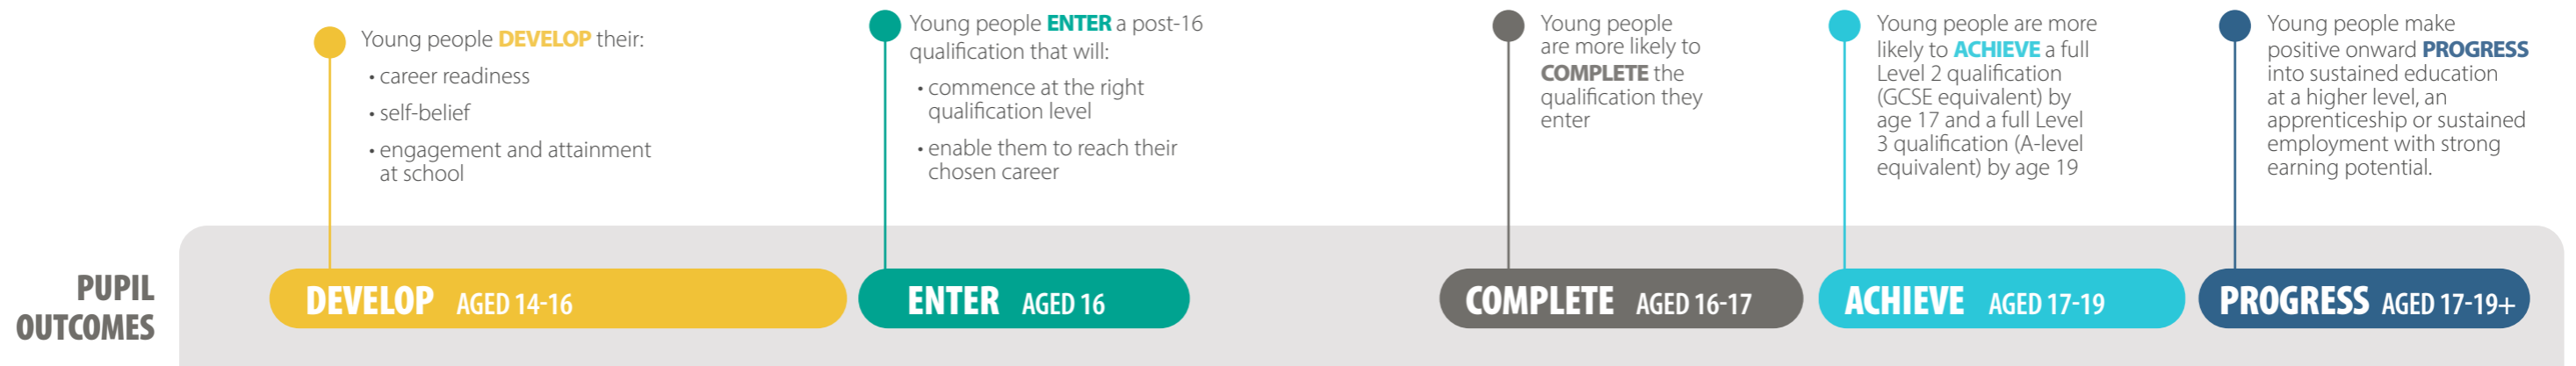 Young people DEVELOP their:
• career readiness
• self-belief
• engagement and attainment
at school
Young people ENTER a post-16
qualification that will:
• commence at the right
qualification level
• enable them to reach their
chosen career
Young people
are more likely to
COMPLETE the
qualification they
enter
Young people are more
likely to ACHIEVE a full
Level 2 qualification
(GCSE equivalent) by
age 17 and a full Level
3 qualification (A-level
equivalent) by age 19
Young people make
positive onward PROGRESS
into sustained education
at a higher level, an
apprenticeship or sustained
employment with strong
earning potential.
PUPIL
OUTCOMES
DEVELOP AGED 14-16
ENTER AGED 16
COMPLETE AGED 16-17
ACHIEVE AGED 17-19
PROGRESS AGED 17-19+